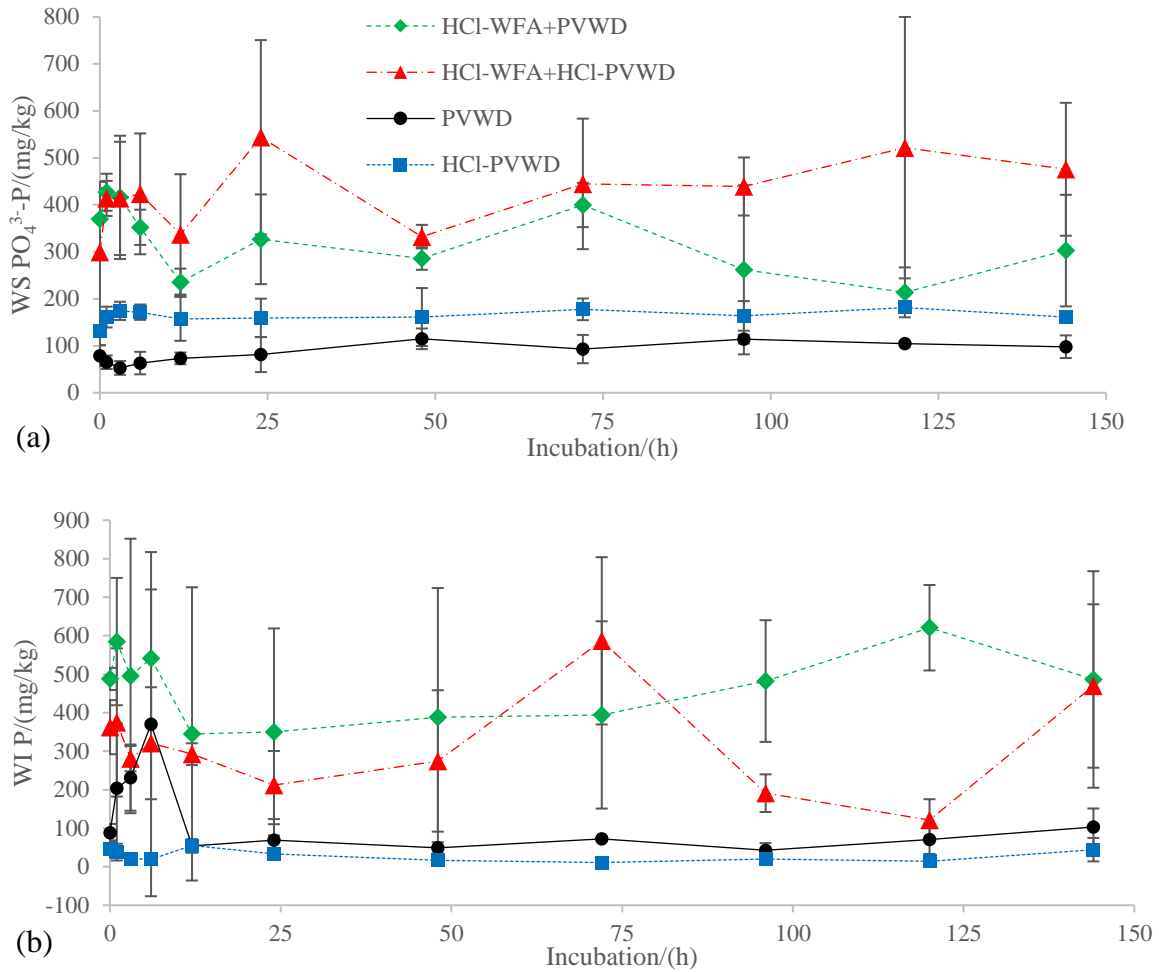 800
700
600
500
400
300
200
100
0
WS PO₄³⁻-P/(mg/kg)
HCl-WFA+PVWD
HCl-WFA+HCl-PVWD
PVWD
HCl-PVWD
0 25 50 75 100 125 150
Incubation/(h)
(a)
900
800
700
600
500
400
300
200
100
0
-100
WI P/(mg/kg)
0 25 50 75 100 125 150
Incubation/(h)
(b)